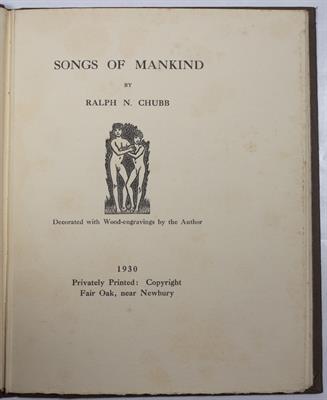 SONGS OF MANKIND
BY
RALPH N. CHUBB
Decorated with Wood-engravings by the Author
1930
Privately Printed: Copyright
Fair Oak, near Newbury